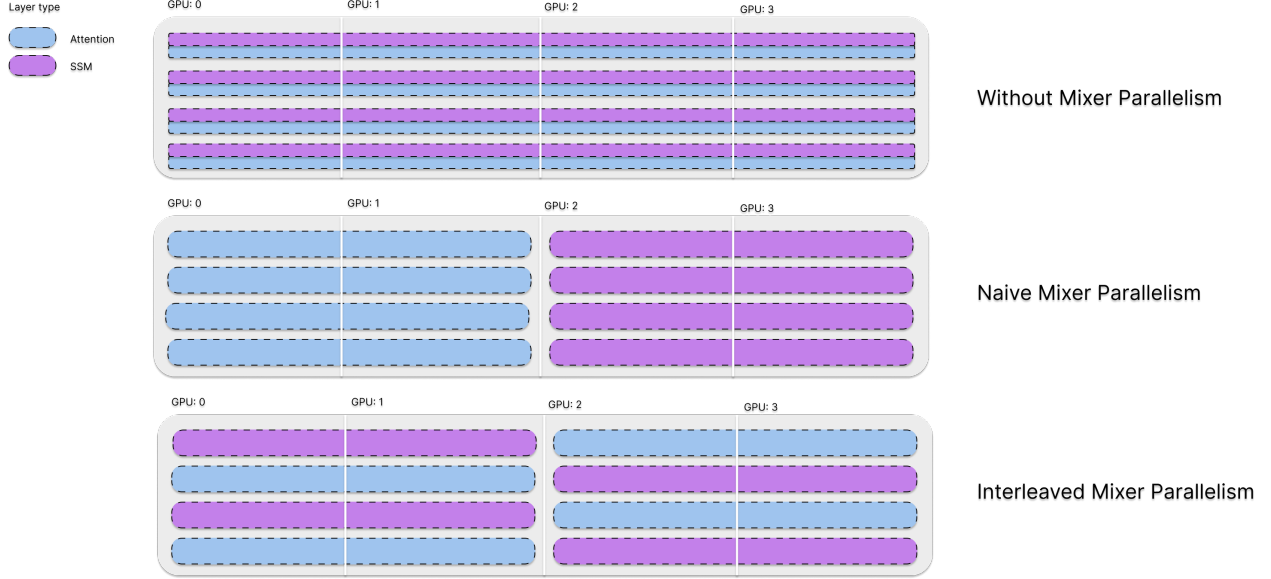 Layer type
Attention
SSM
GPU: 0
GPU: 1
GPU: 2
GPU: 3
Without Mixer Parallelism
GPU: 0
GPU: 1
GPU: 2
GPU: 3
Naive Mixer Parallelism
GPU: 0
GPU: 1
GPU: 2
GPU: 3
Interleaved Mixer Parallelism